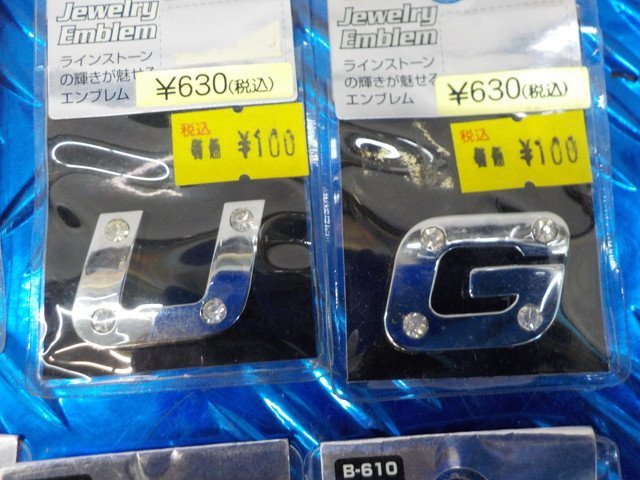 Jewelry
Emblem
ラインストーン
の輝きが魅せる
エンブレム
¥630(税込)
税込
¥100
U
Jewelry
Emblem
ラインストーン
の輝きが魅せる
エンブレム
¥630(税込)
税込
¥100
G
B-610